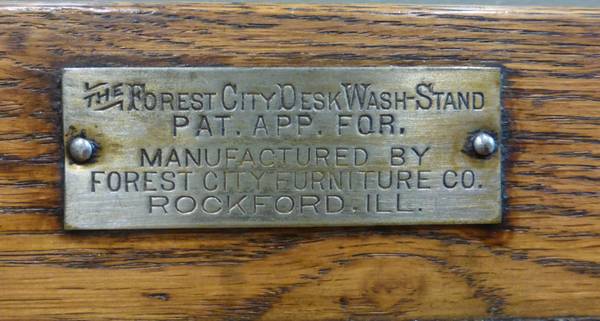 THE FOREST CITY DESK WASH-STAND
PAT. APP. FOR.
MANUFACTURED BY
FOREST CITY FURNITURE CO.
ROCKFORD. ILL.